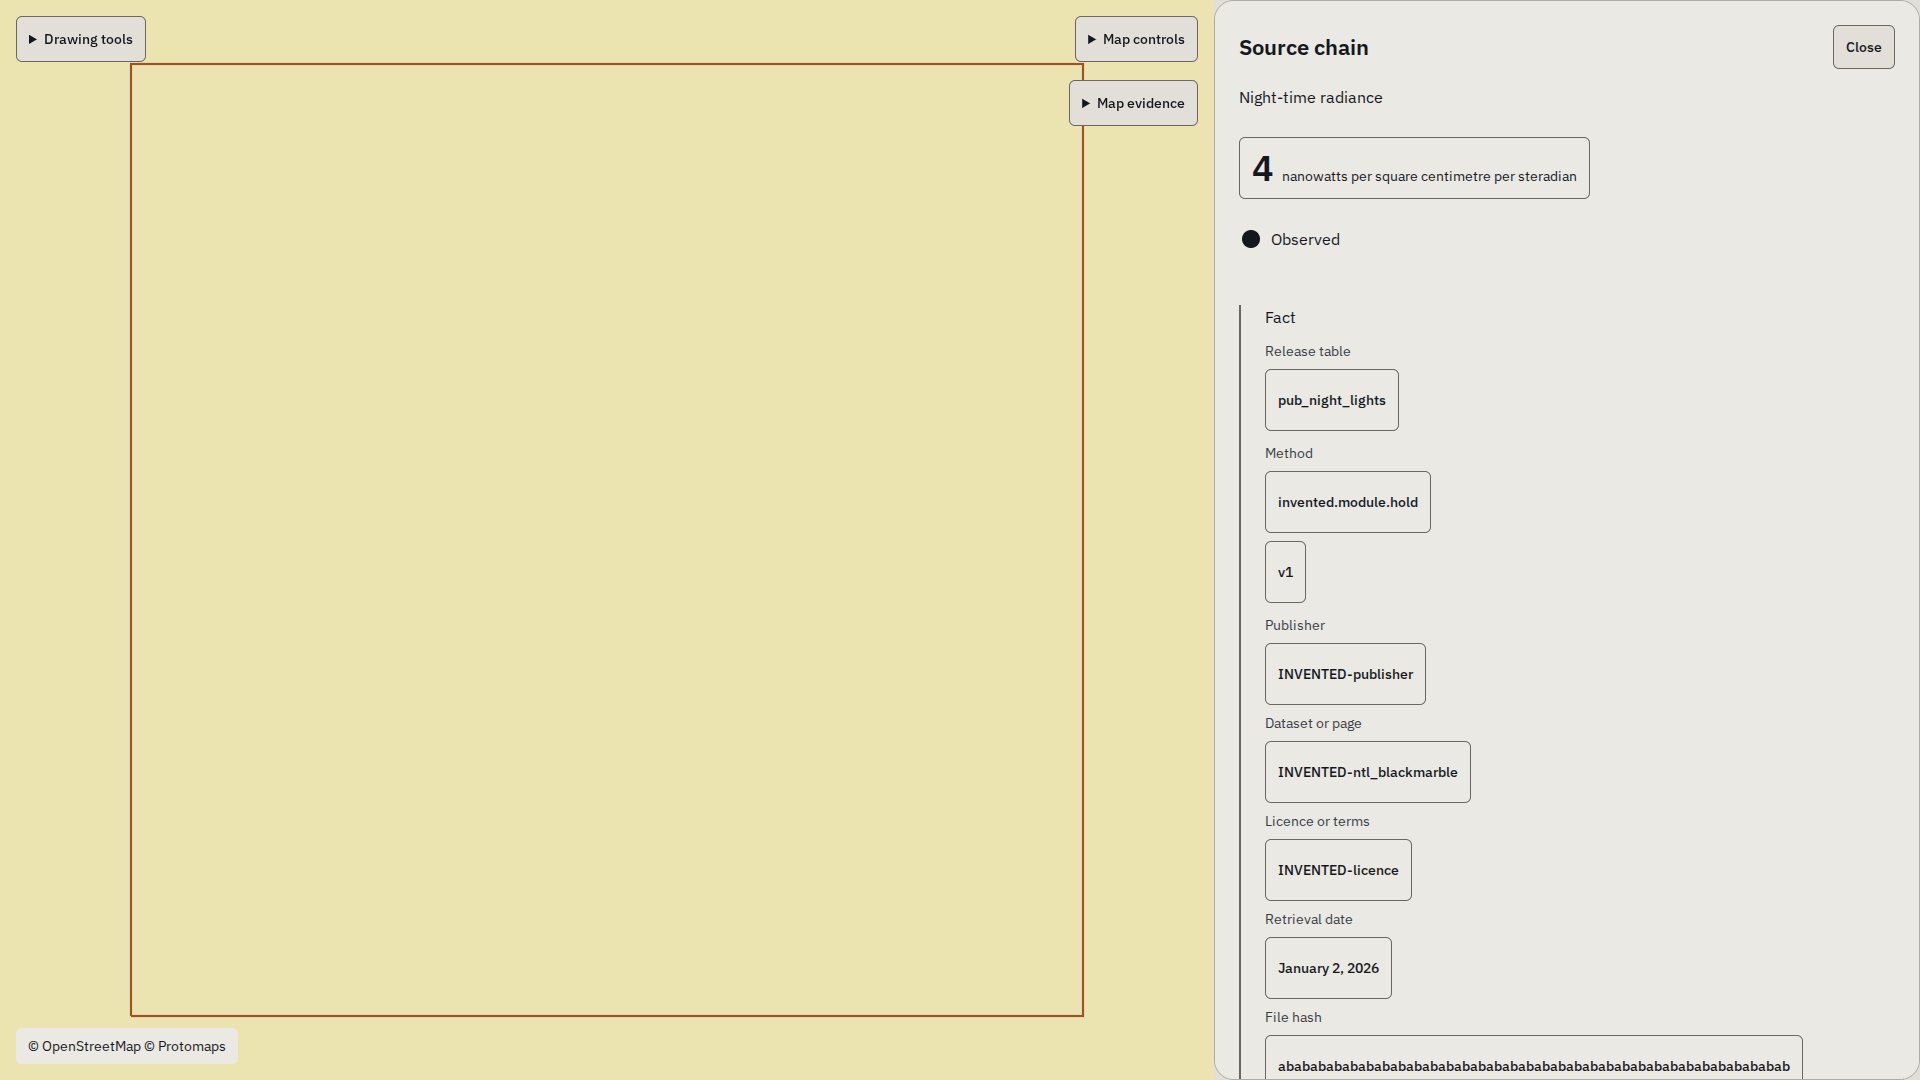 Drawing tools
Map controls
Map evidence
© OpenStreetMap © Protomaps
Source chain
Close
Night-time radiance
4 nanowatts per square centimetre per steradian
Observed
Fact
Release table
pub_night_lights
Method
invented.module.hold
v1
Publisher
INVENTED-publisher
Dataset or page
INVENTED-ntl_blackmarble
Licence or terms
INVENTED-licence
Retrieval date
January 2, 2026
File hash
abababababababababababababababababababababababababababababababab